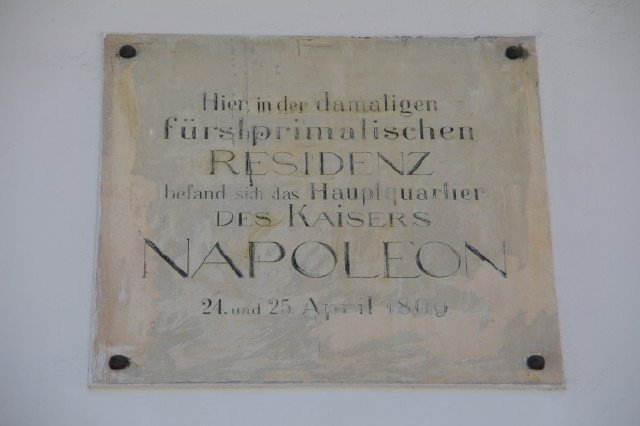 Hier, in der damaligen
fürstprimatischen
RESIDENZ
befand sich das Hauptquartier
DES KAISERS
NAPOLEON
24. und 25. April 1809.